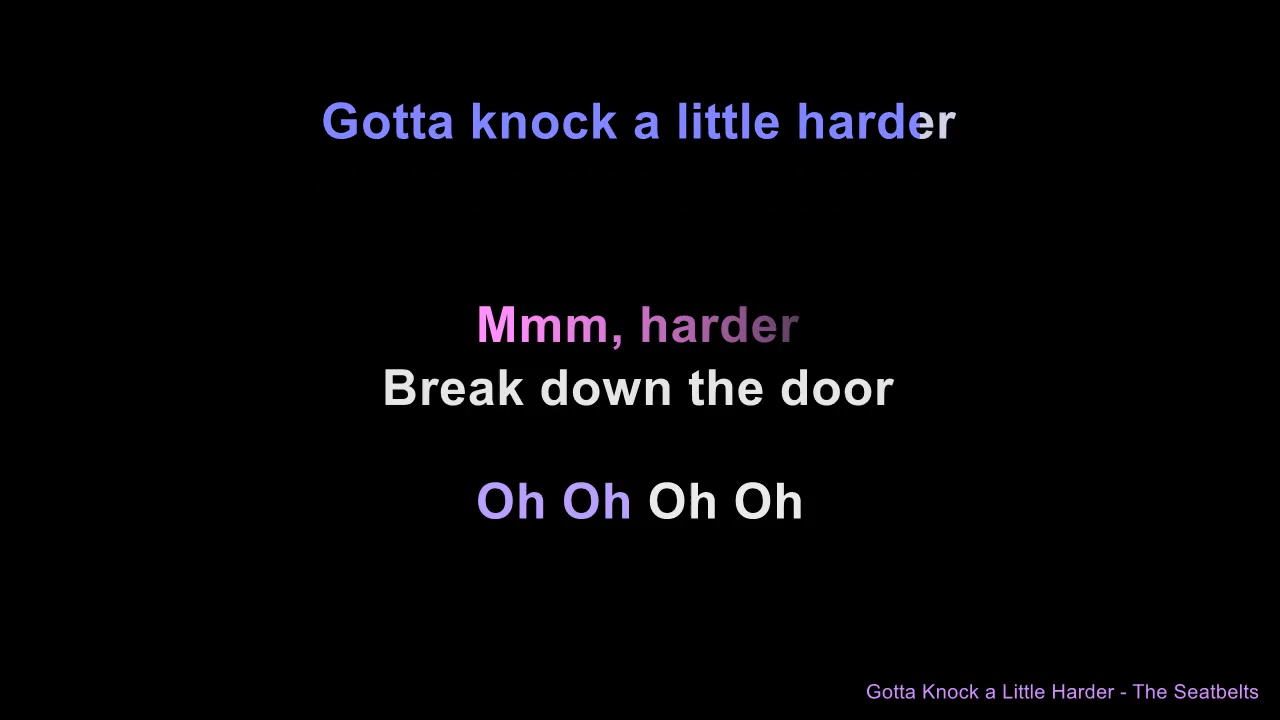 Gotta knock a little harder
Mmm, harder
Break down the door
Oh Oh Oh Oh
Gotta Knock a Little Harder - The Seatbelts